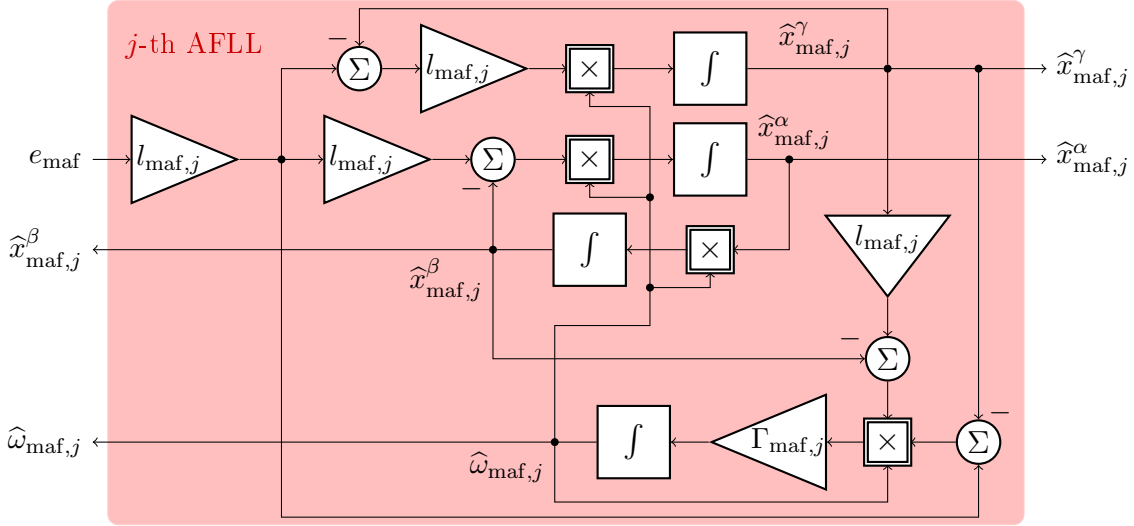 j-th AFLL
−
Σ
l_maf,j
×
∫
x̂^γ_maf,j
x̂^γ_maf,j
e_maf
l_maf,j
l_maf,j
Σ
−
×
∫
x̂^α_maf,j
x̂^α_maf,j
x̂^β_maf,j
x̂^β_maf,j
∫
×
l_maf,j
−
Σ
ω̂_maf,j
ω̂_maf,j
∫
Γ_maf,j
×
Σ
−